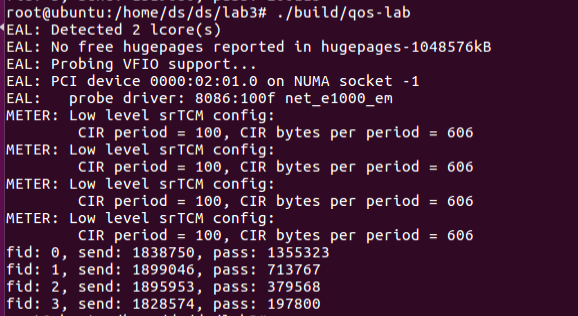 root@ubuntu:/home/ds/ds/lab3# ./build/qos-lab
EAL: Detected 2 lcore(s)
EAL: No free hugepages reported in hugepages-1048576kB
EAL: Probing VFIO support...
EAL: PCI device 0000:02:01.0 on NUMA socket -1
EAL:   probe driver: 8086:100f net_e1000_em
METER: Low level srTCM config:
        CIR period = 100, CIR bytes per period = 606
METER: Low level srTCM config:
        CIR period = 100, CIR bytes per period = 606
METER: Low level srTCM config:
        CIR period = 100, CIR bytes per period = 606
METER: Low level srTCM config:
        CIR period = 100, CIR bytes per period = 606
fid: 0, send: 1838750, pass: 1355323
fid: 1, send: 1899046, pass: 713767
fid: 2, send: 1895953, pass: 379568
fid: 3, send: 1828574, pass: 197800